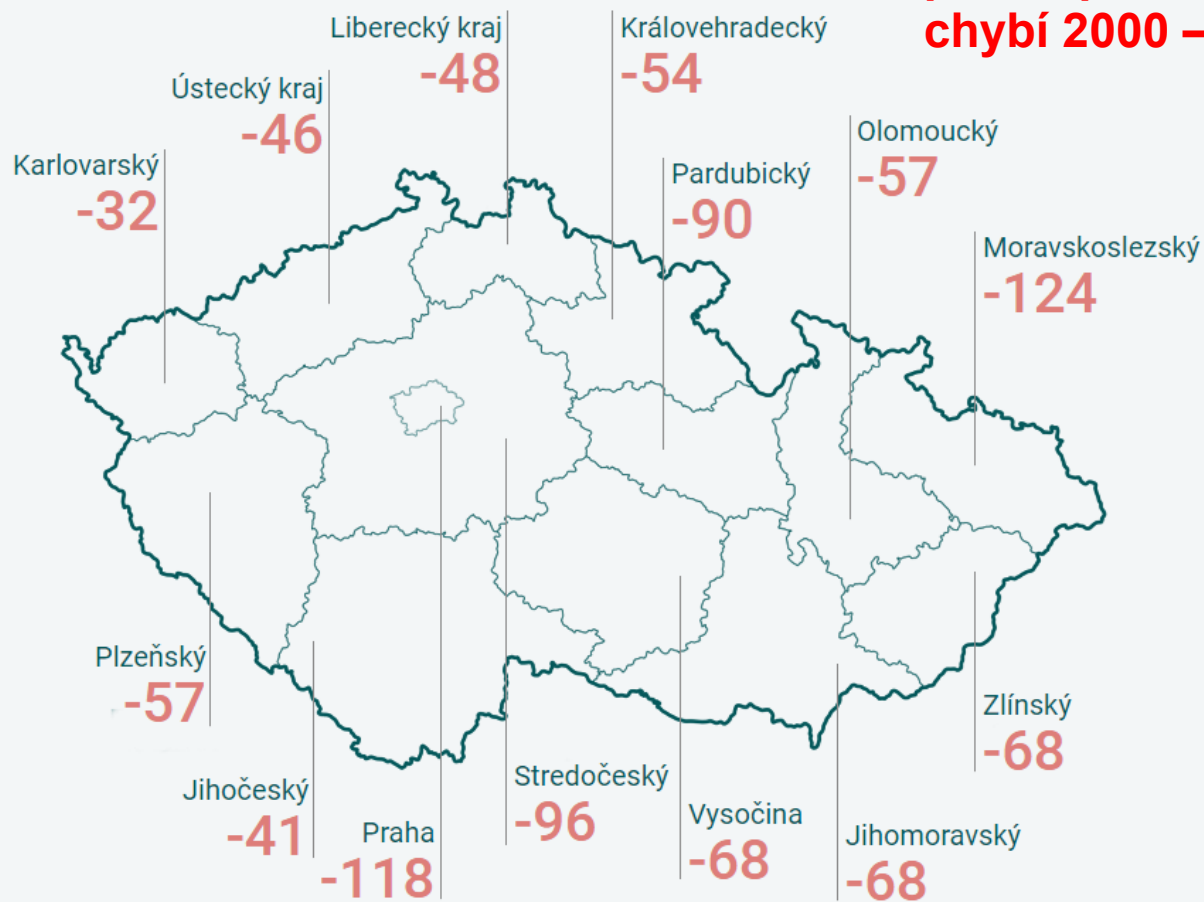 chybí 2000 –
Liberecký kraj
-48
Královehradecký
-54
Ústecký kraj
-46
Olomoucký
-57
Karlovarský
-32
Pardubický
-90
Moravskoslezský
-124
Plzeňský
-57
Zlínský
-68
Jihočeský
-41
Praha
-118
Stredočeský
-96
Vysočina
-68
Jihomoravský
-68